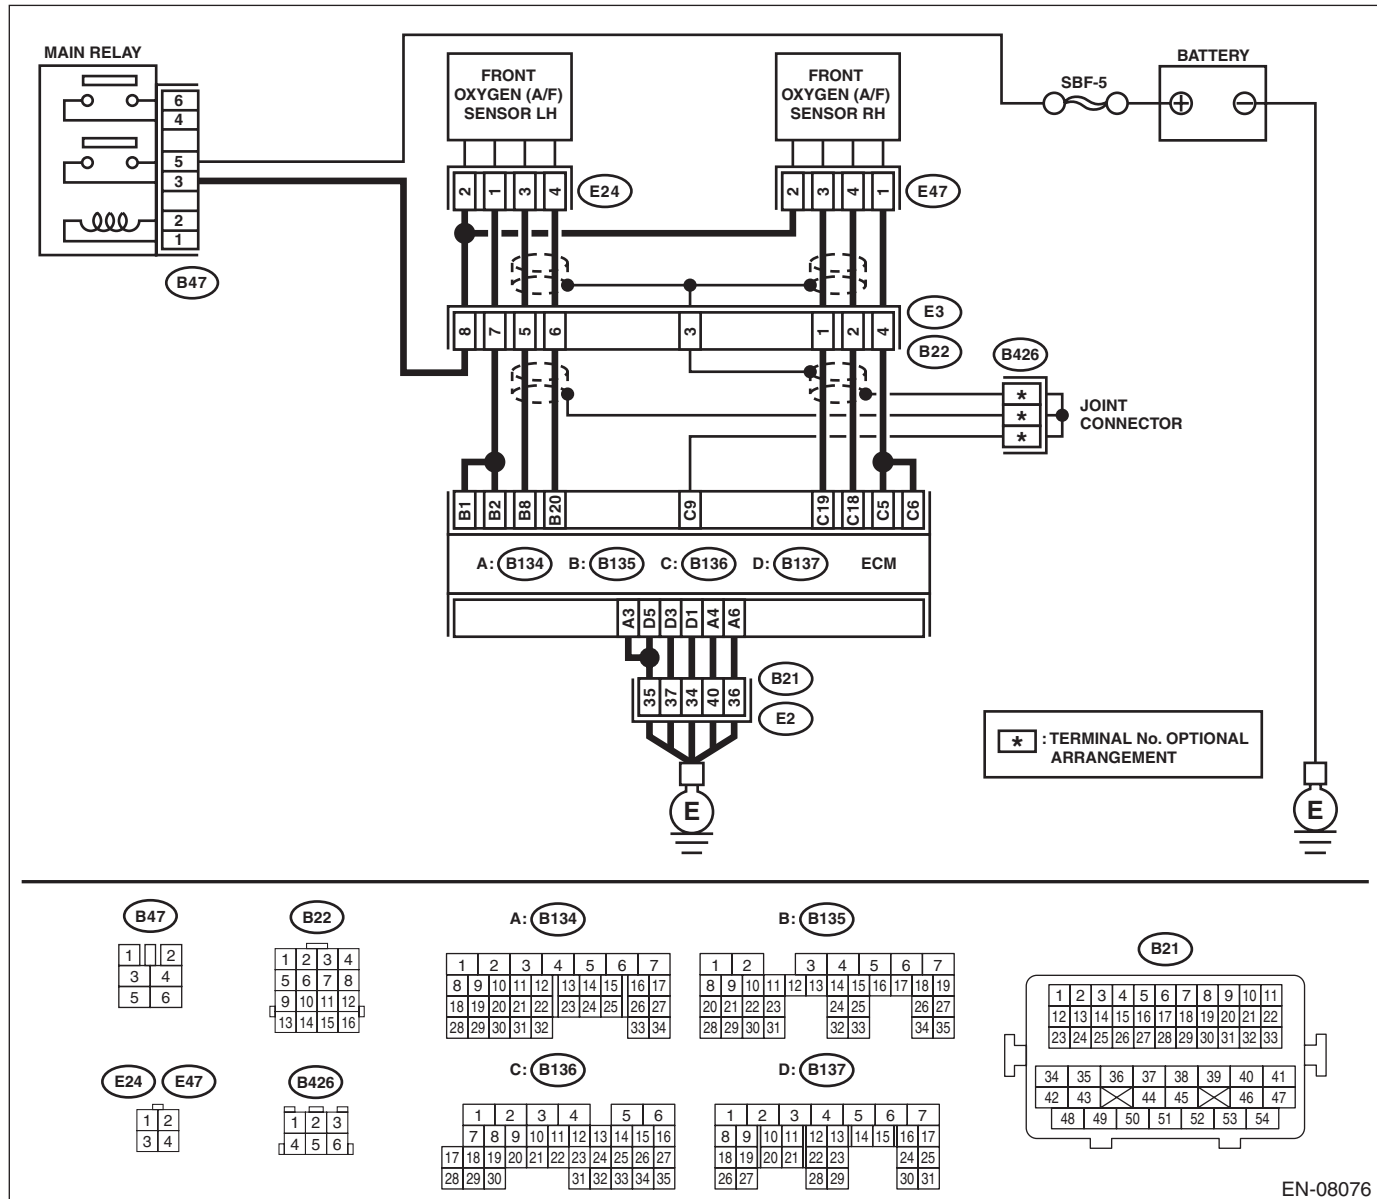 MAIN RELAY
6
4
5
3
2
1
B47
FRONT
OXYGEN (A/F)
SENSOR LH
2 1 3 4
E24
FRONT
OXYGEN (A/F)
SENSOR RH
2 3 4 1
E47
SBF-5
BATTERY
8 7 5 6 3 1 2 4
E3
B22
B426
*
*
*
JOINT
CONNECTOR
B1 B2 B8 B20 C9 C19 C18 C5 C6
A: B134 B: B135 C: B136 D: B137 ECM
A3 D5 D3 D1 A4 A6
35 37 34 40 36
B21
E2
E
* : TERMINAL No. OPTIONAL
ARRANGEMENT
E
B47
1 2
3 4
5 6
B22
1 2 3 4
5 6 7 8
9 10 11 12
13 14 15 16
A: B134
1 2 3 4 5 6 7
8 9 10 11 12 13 14 15 16 17
18 19 20 21 22 23 24 25 26 27
28 29 30 31 32 33 34
B: B135
1 2 3 4 5 6 7
8 9 10 11 12 13 14 15 16 17 18 19
20 21 22 23 24 25 26 27
28 29 30 31 32 33 34 35
B21
1 2 3 4 5 6 7 8 9 10 11
12 13 14 15 16 17 18 19 20 21 22
23 24 25 26 27 28 29 30 31 32 33
34 35 36 37 38 39 40 41
42 43 44 45 46 47
48 49 50 51 52 53 54
E24 E47
1 2
3 4
B426
1 2 3
4 5 6
C: B136
1 2 3 4 5 6
7 8 9 10 11 12 13 14 15 16
17 18 19 20 21 22 23 24 25 26 27
28 29 30 31 32 33 34 35
D: B137
1 2 3 4 5 6 7
8 9 10 11 12 13 14 15 16 17
18 19 20 21 22 23 24 25
26 27 28 29 30 31
EN-08076